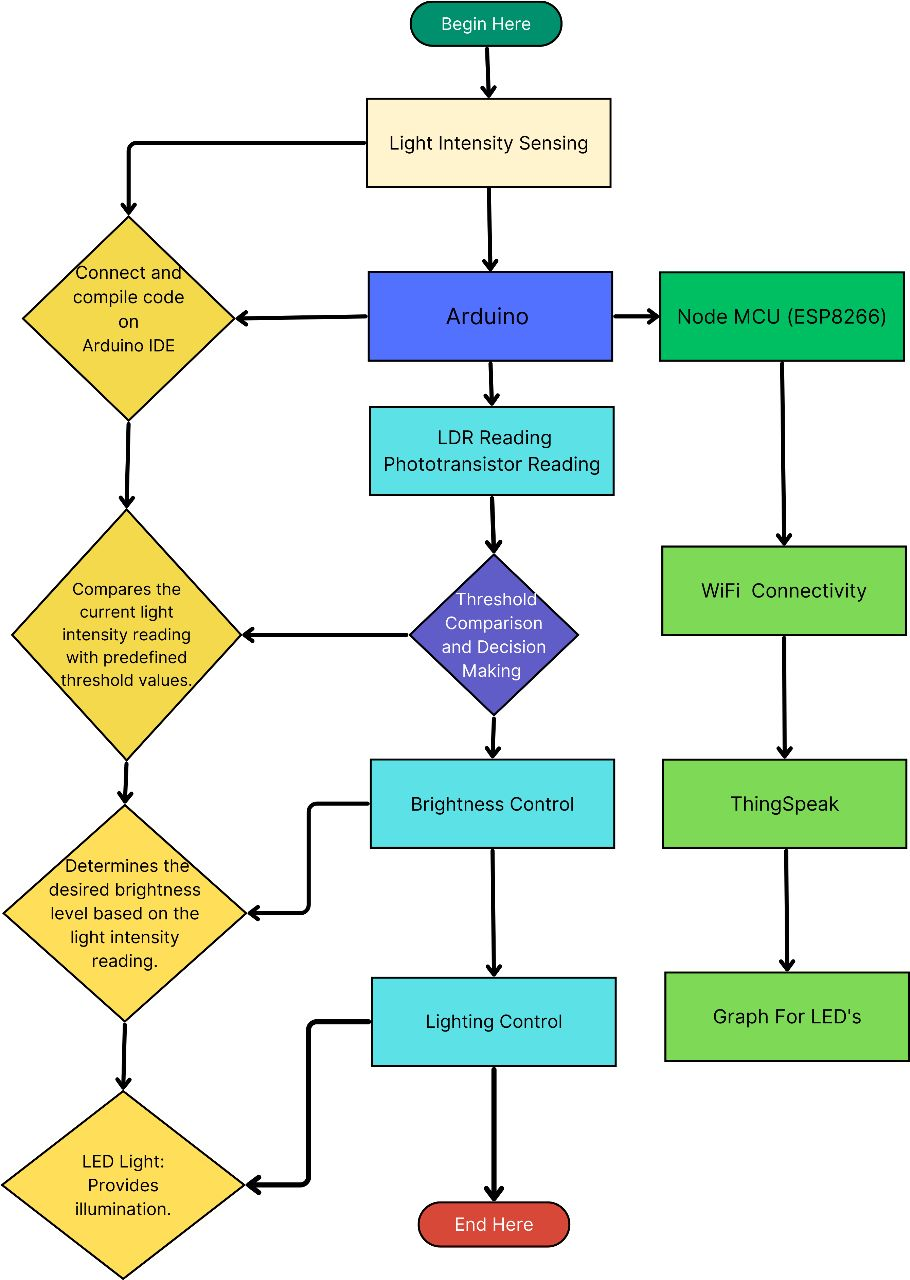 Begin Here
Light Intensity Sensing
Connect and
compile code
on
Arduino IDE
Arduino
Node MCU (ESP8266)
LDR Reading
Phototransistor Reading
Compares the
current light
intensity reading
with predefined
threshold values.
Threshold
Comparison
and Decision
Making
WiFi  Connectivity
Brightness Control
ThingSpeak
Determines the
desired brightness
level based on the
light intensity
reading.
Lighting Control
Graph For LED's
LED Light:
Provides
illumination.
End Here